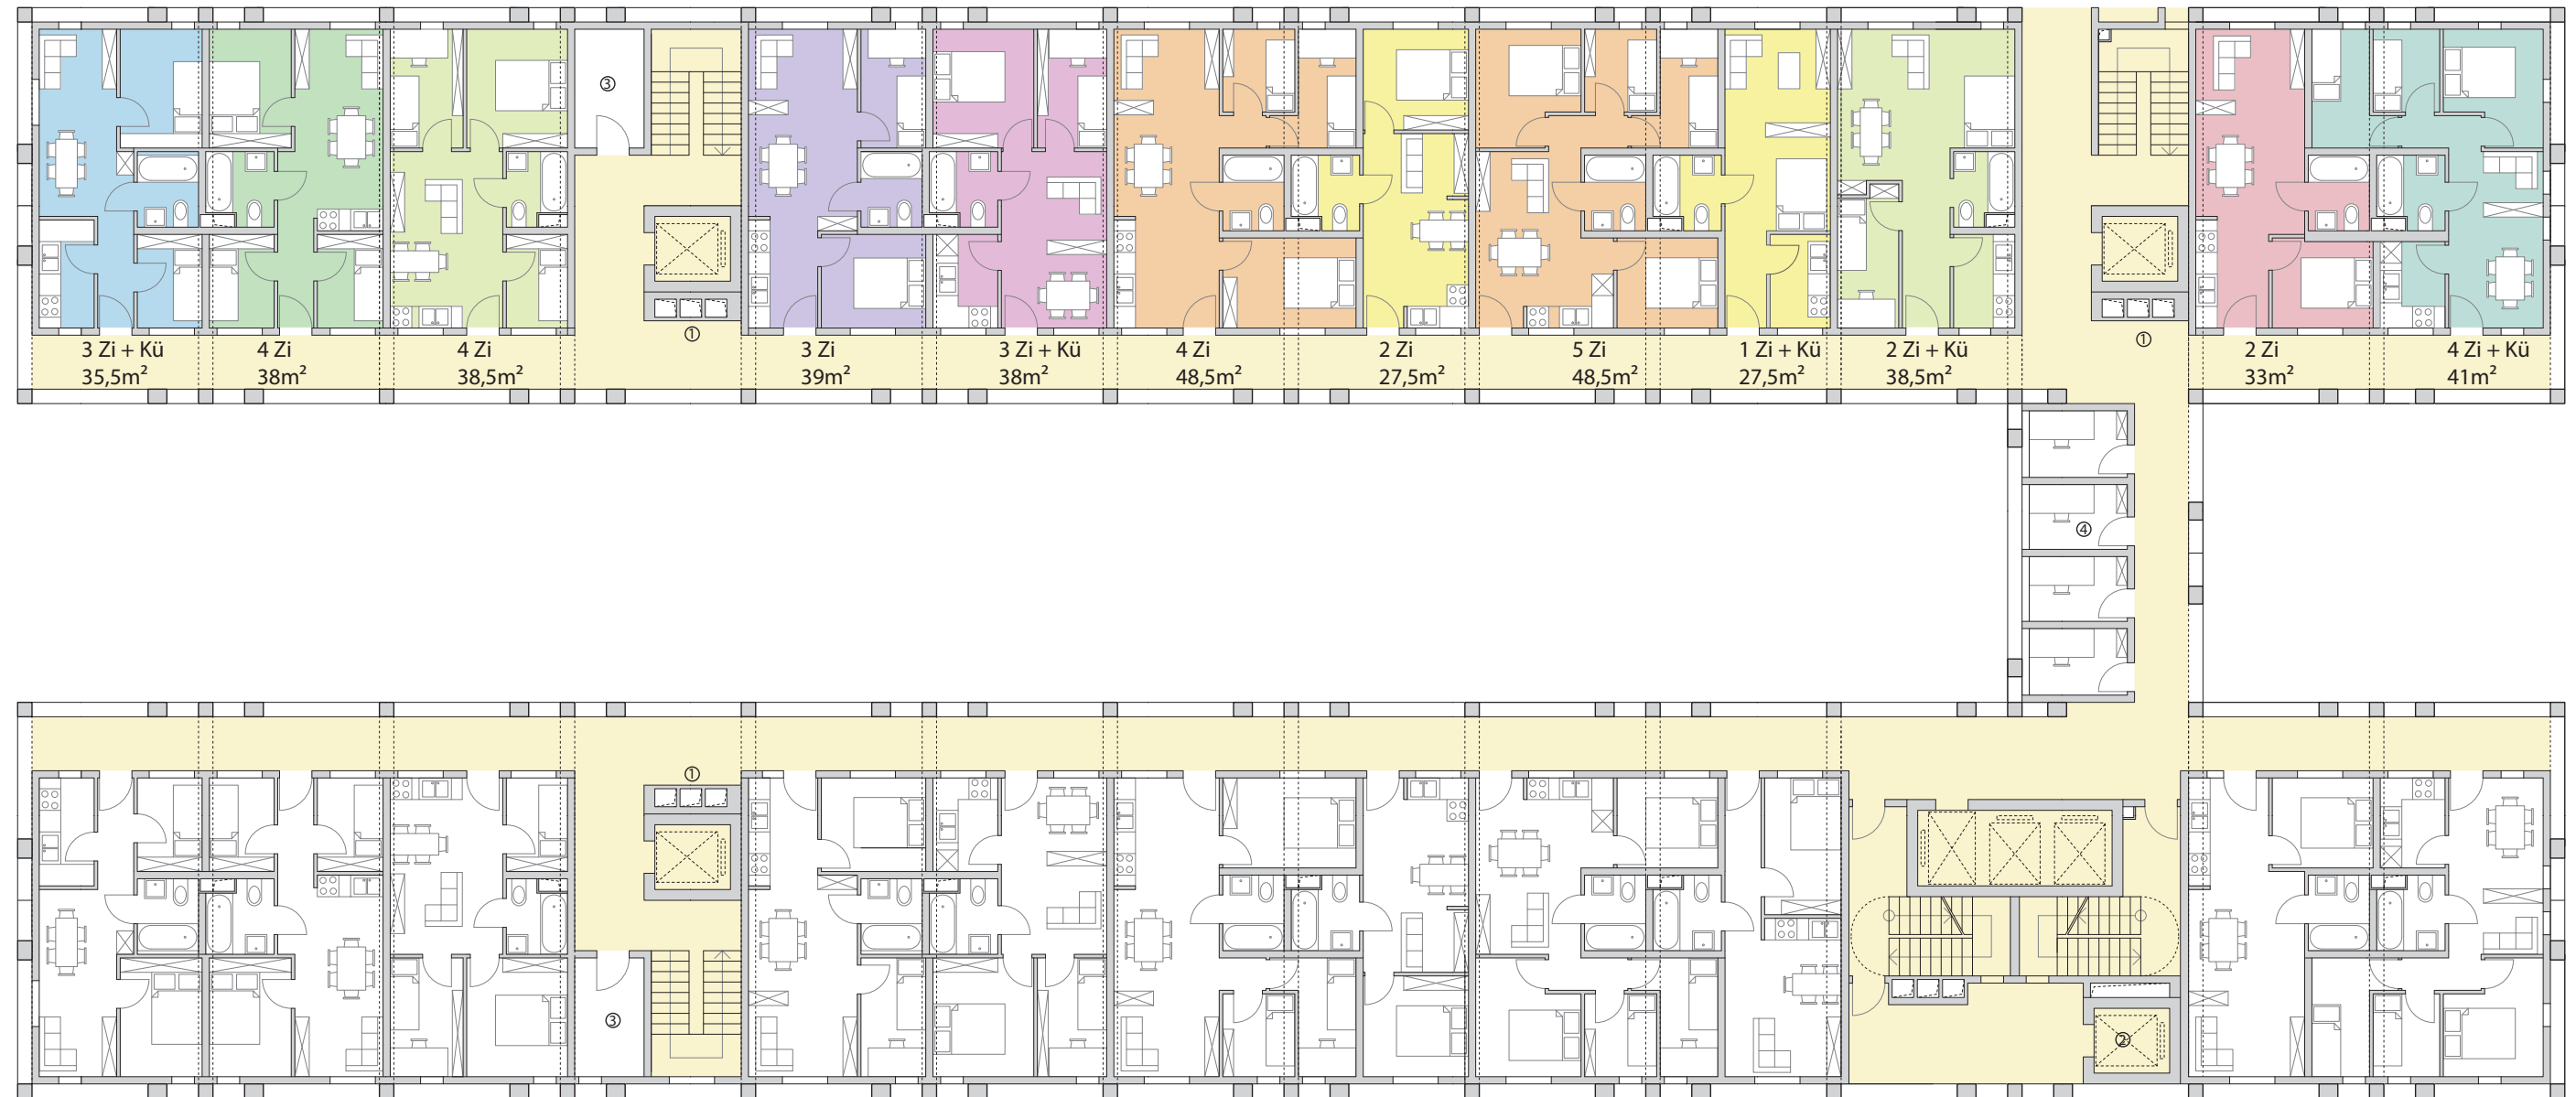 ③
①
①
3 Zi + Kü
35,5m²
4 Zi
38m²
4 Zi
38,5m²
3 Zi
39m²
3 Zi + Kü
38m²
4 Zi
48,5m²
2 Zi
27,5m²
5 Zi
48,5m²
1 Zi + Kü
27,5m²
2 Zi + Kü
38,5m²
2 Zi
33m²
4 Zi + Kü
41m²
④
①
③
②